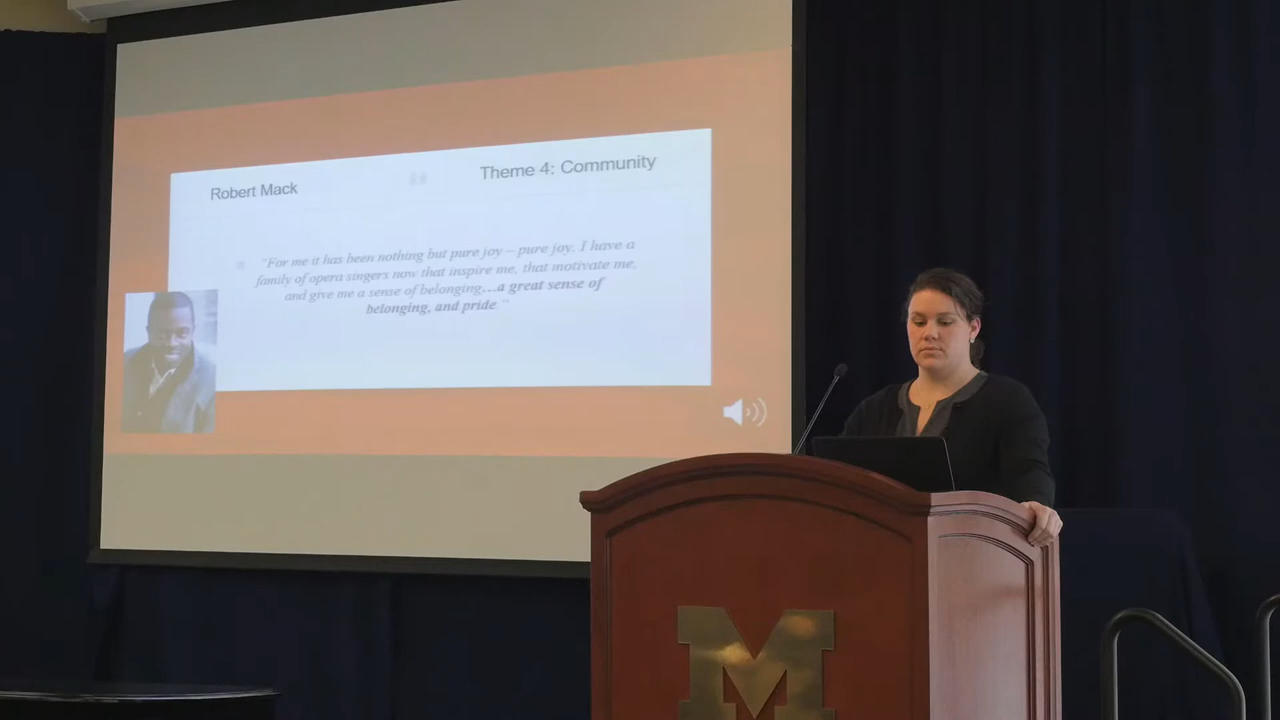 Robert Mack
Theme 4: Community
"For me it has been nothing but pure joy – pure joy. I have a
family of opera singers now that inspire me, that motivate me,
and give me a sense of belonging…a great sense of
belonging, and pride."
M